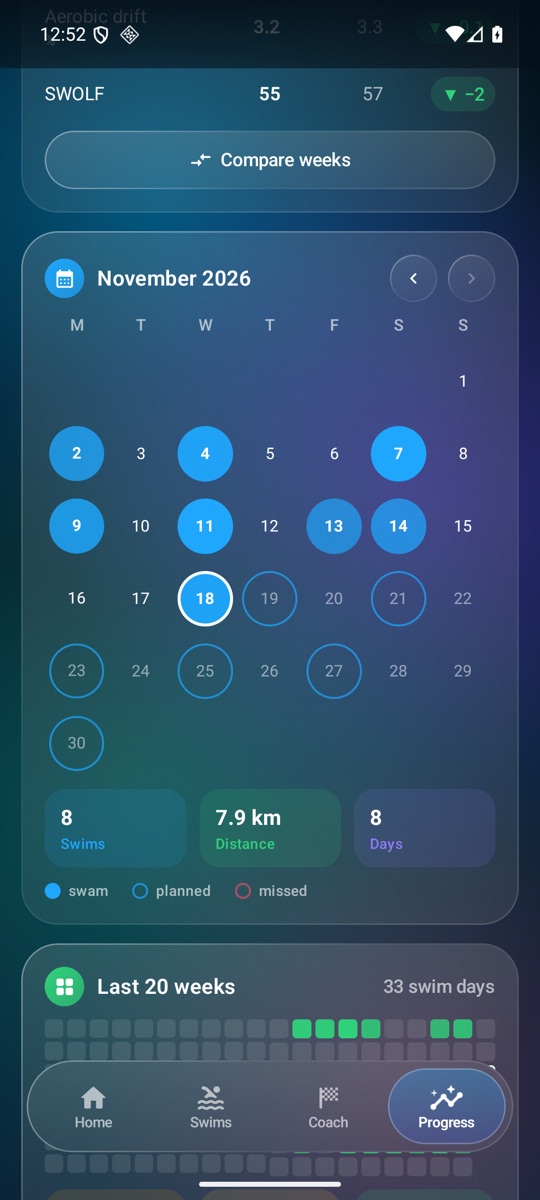 Aerobic drift
12:52
3.2 3.3
SWOLF 55 57 ▼ −2
Compare weeks
November 2026
M T W T F S S
1
2 3 4 5 6 7 8
9 10 11 12 13 14 15
16 17 18 19 20 21 22
23 24 25 26 27 28 29
30
8 7.9 km 8
Swims Distance Days
swam planned missed
Last 20 weeks 33 swim days
Home Swims Coach Progress